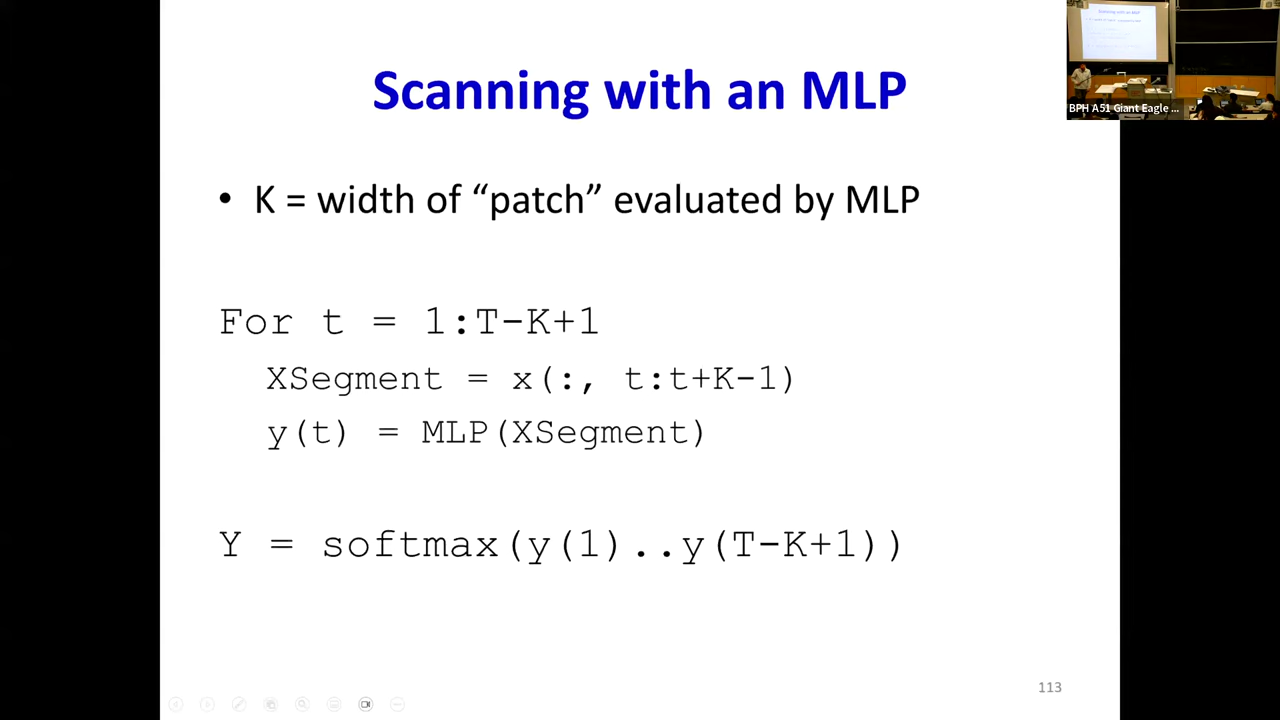 Scanning with an MLP
BPH A51 Giant Eagle ...
• K = width of “patch” evaluated by MLP
For t = 1:T-K+1
XSegment = x(:, t:t+K-1)
y(t) = MLP(XSegment)
Y = softmax(y(1)..y(T-K+1))
113